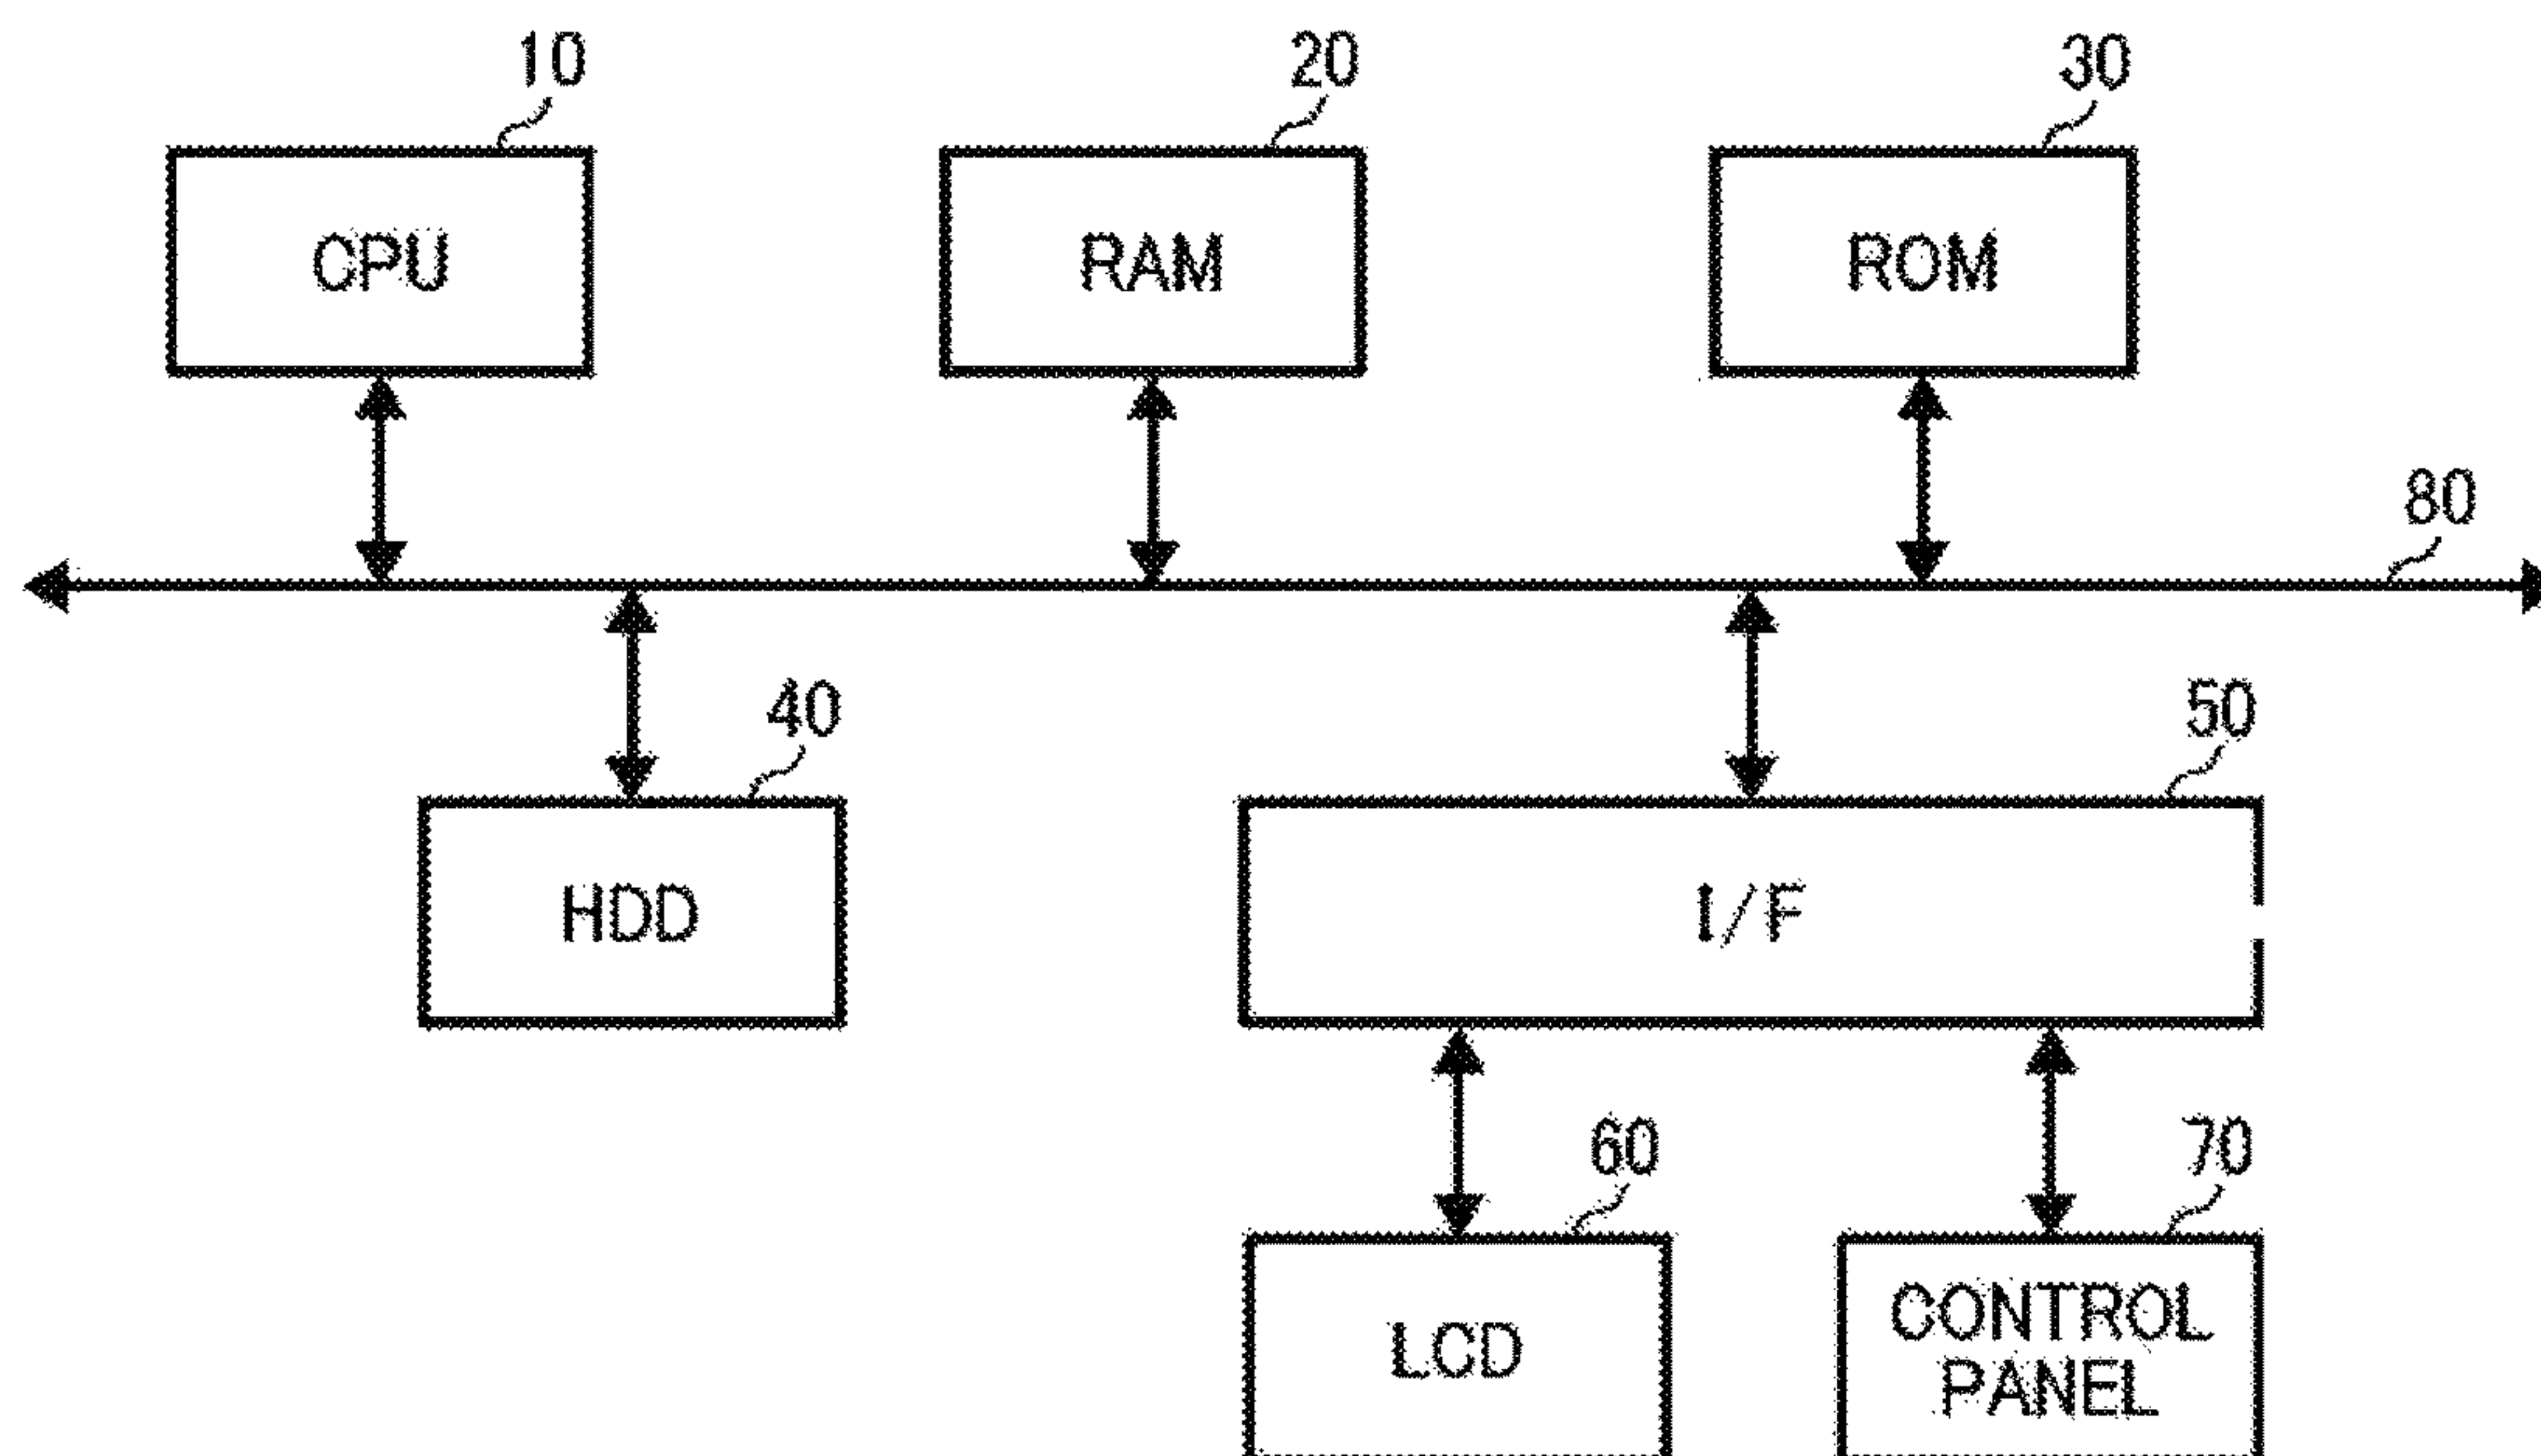 10
20
30
CPU
RAM
ROM
80
40
50
HDD
I/F
60
70
LCD
CONTROL
PANEL